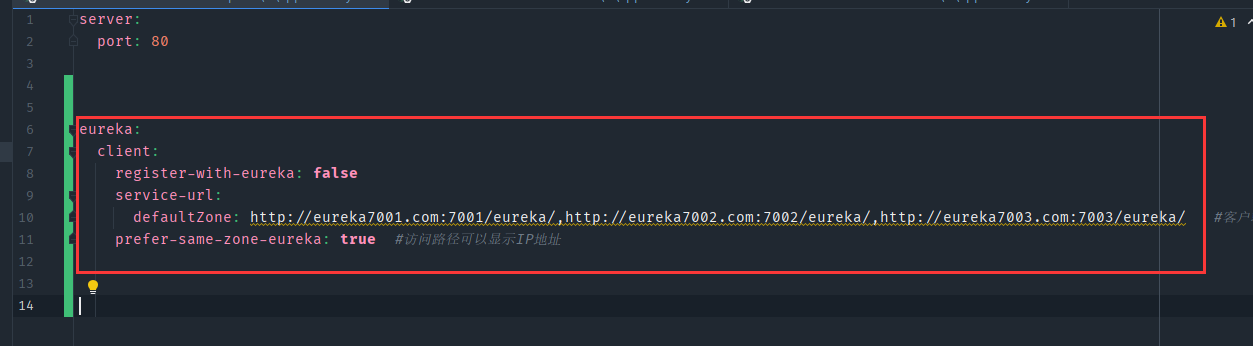 server:
port: 80
eureka:
client:
register-with-eureka: false
service-url:
defaultZone: http://eureka7001.com:7001/eureka/,http://eureka7002.com:7002/eureka/,http://eureka7003.com:7003/eureka/ #客户
prefer-same-zone-eureka: true #访问路径可以显示IP地址
1
1
2
3
4
5
6
7
8
9
10
11
12
13
14